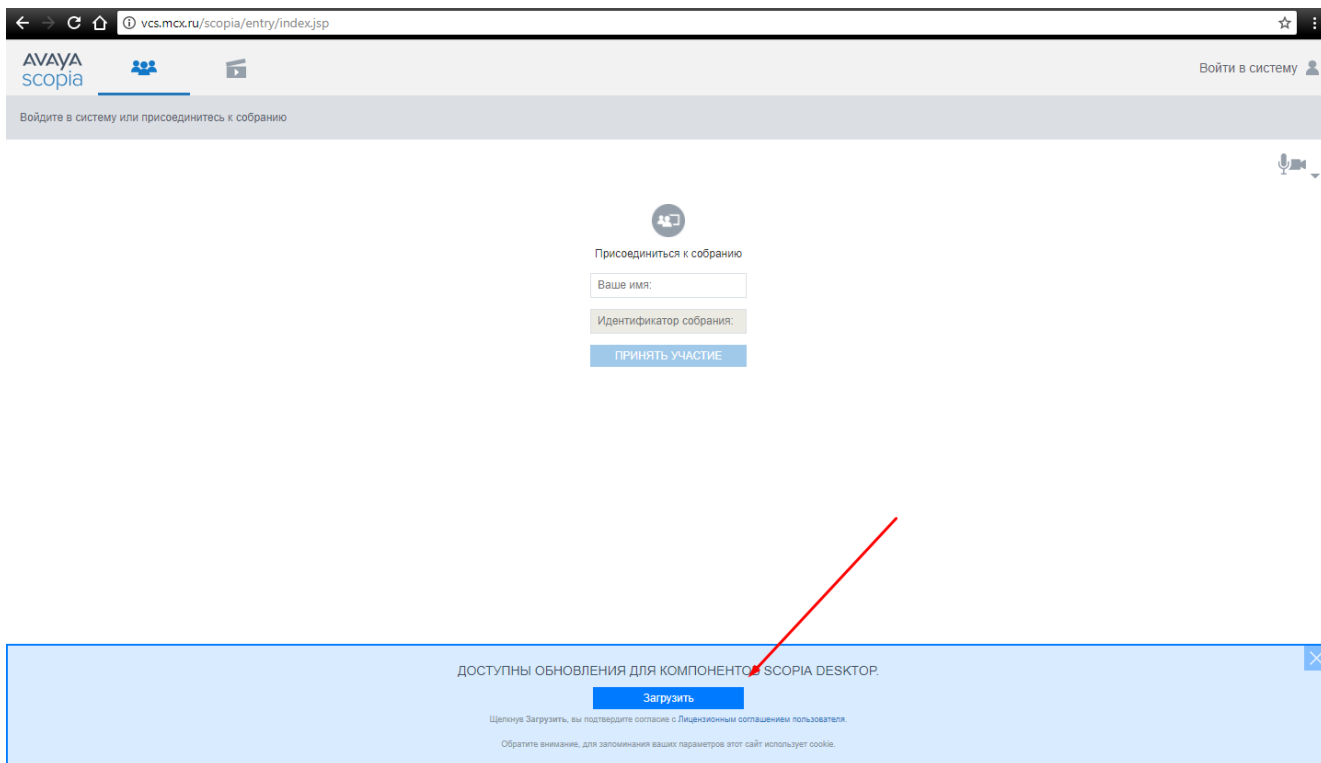 vcs.mcx.ru/scopia/entry/index.jsp
AVAYA
scopia
Войти в систему
Войдите в систему или присоединитесь к собранию
Присоединиться к собранию
Ваше имя:
Идентификатор собрания:
ПРИНЯТЬ УЧАСТИЕ
ДОСТУПНЫ ОБНОВЛЕНИЯ ДЛЯ КОМПОНЕНТОВ SCOPIA DESKTOP.
Загрузить
Щелкнув Загрузить, вы подтвердите согласие с Лицензионным соглашением пользователя.
Обратите внимание, для запоминания ваших параметров этот сайт использует cookie.